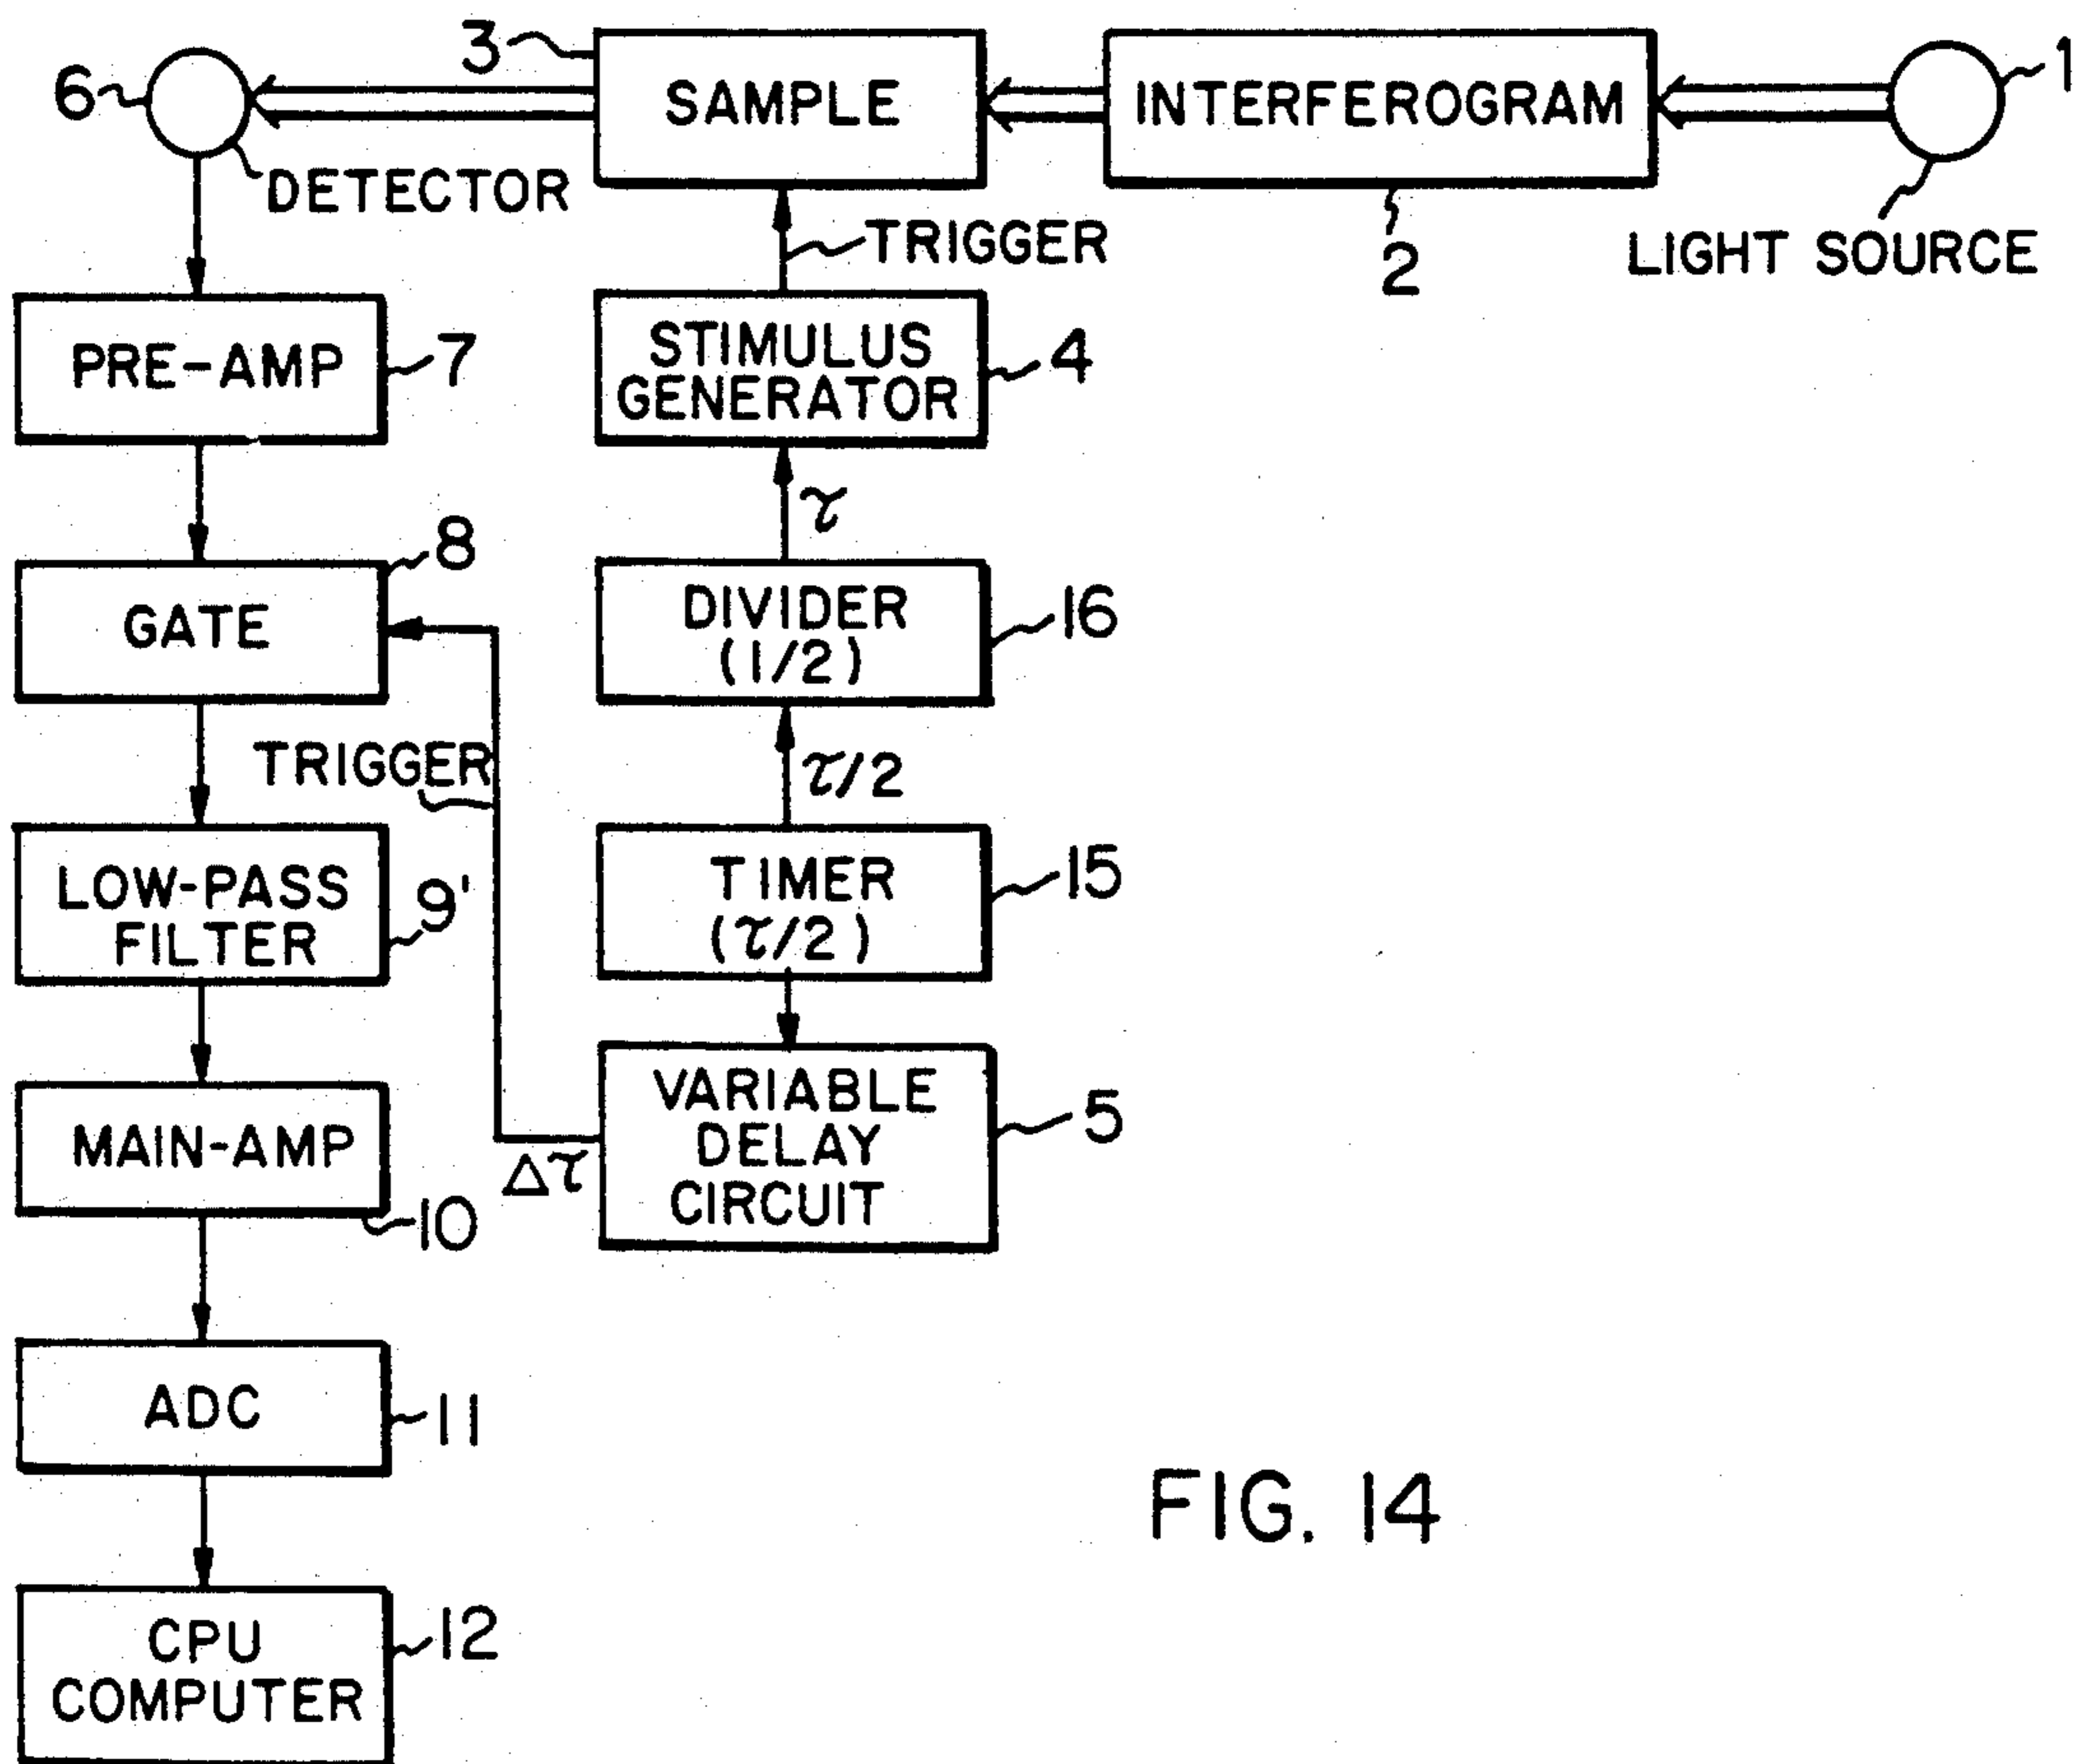 3
SAMPLE
INTERFEROGRAM
1
6
DETECTOR
TRIGGER
2
LIGHT SOURCE
PRE-AMP
7
STIMULUS
GENERATOR
4
τ
8
GATE
DIVIDER
(1/2)
16
TRIGGER
τ/2
LOW-PASS
FILTER
9'
TIMER
(τ/2)
15
MAIN-AMP
10
Δτ
VARIABLE
DELAY
CIRCUIT
5
ADC
11
FIG. 14
CPU
COMPUTER
12